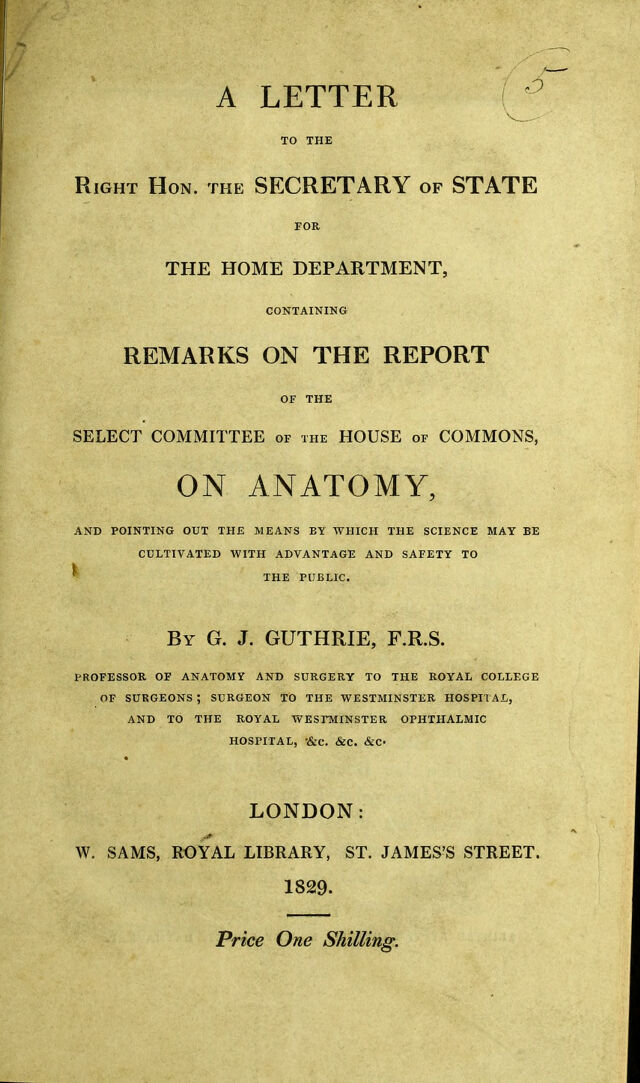 5
A LETTER
TO THE
RIGHT HON. THE SECRETARY OF STATE
FOR
THE HOME DEPARTMENT,
CONTAINING
REMARKS ON THE REPORT
OF THE
SELECT COMMITTEE OF THE HOUSE OF COMMONS,
ON ANATOMY,
AND POINTING OUT THE MEANS BY WHICH THE SCIENCE MAY BE
CULTIVATED WITH ADVANTAGE AND SAFETY TO
THE PUBLIC.
BY G. J. GUTHRIE, F.R.S.
PROFESSOR OF ANATOMY AND SURGERY TO THE ROYAL COLLEGE
OF SURGEONS; SURGEON TO THE WESTMINSTER HOSPITAL,
AND TO THE ROYAL WESTMINSTER OPHTHALMIC
HOSPITAL, &C. &C. &C.
LONDON:
W. SAMS, ROYAL LIBRARY, ST. JAMES'S STREET.
1829.
Price One Shilling.